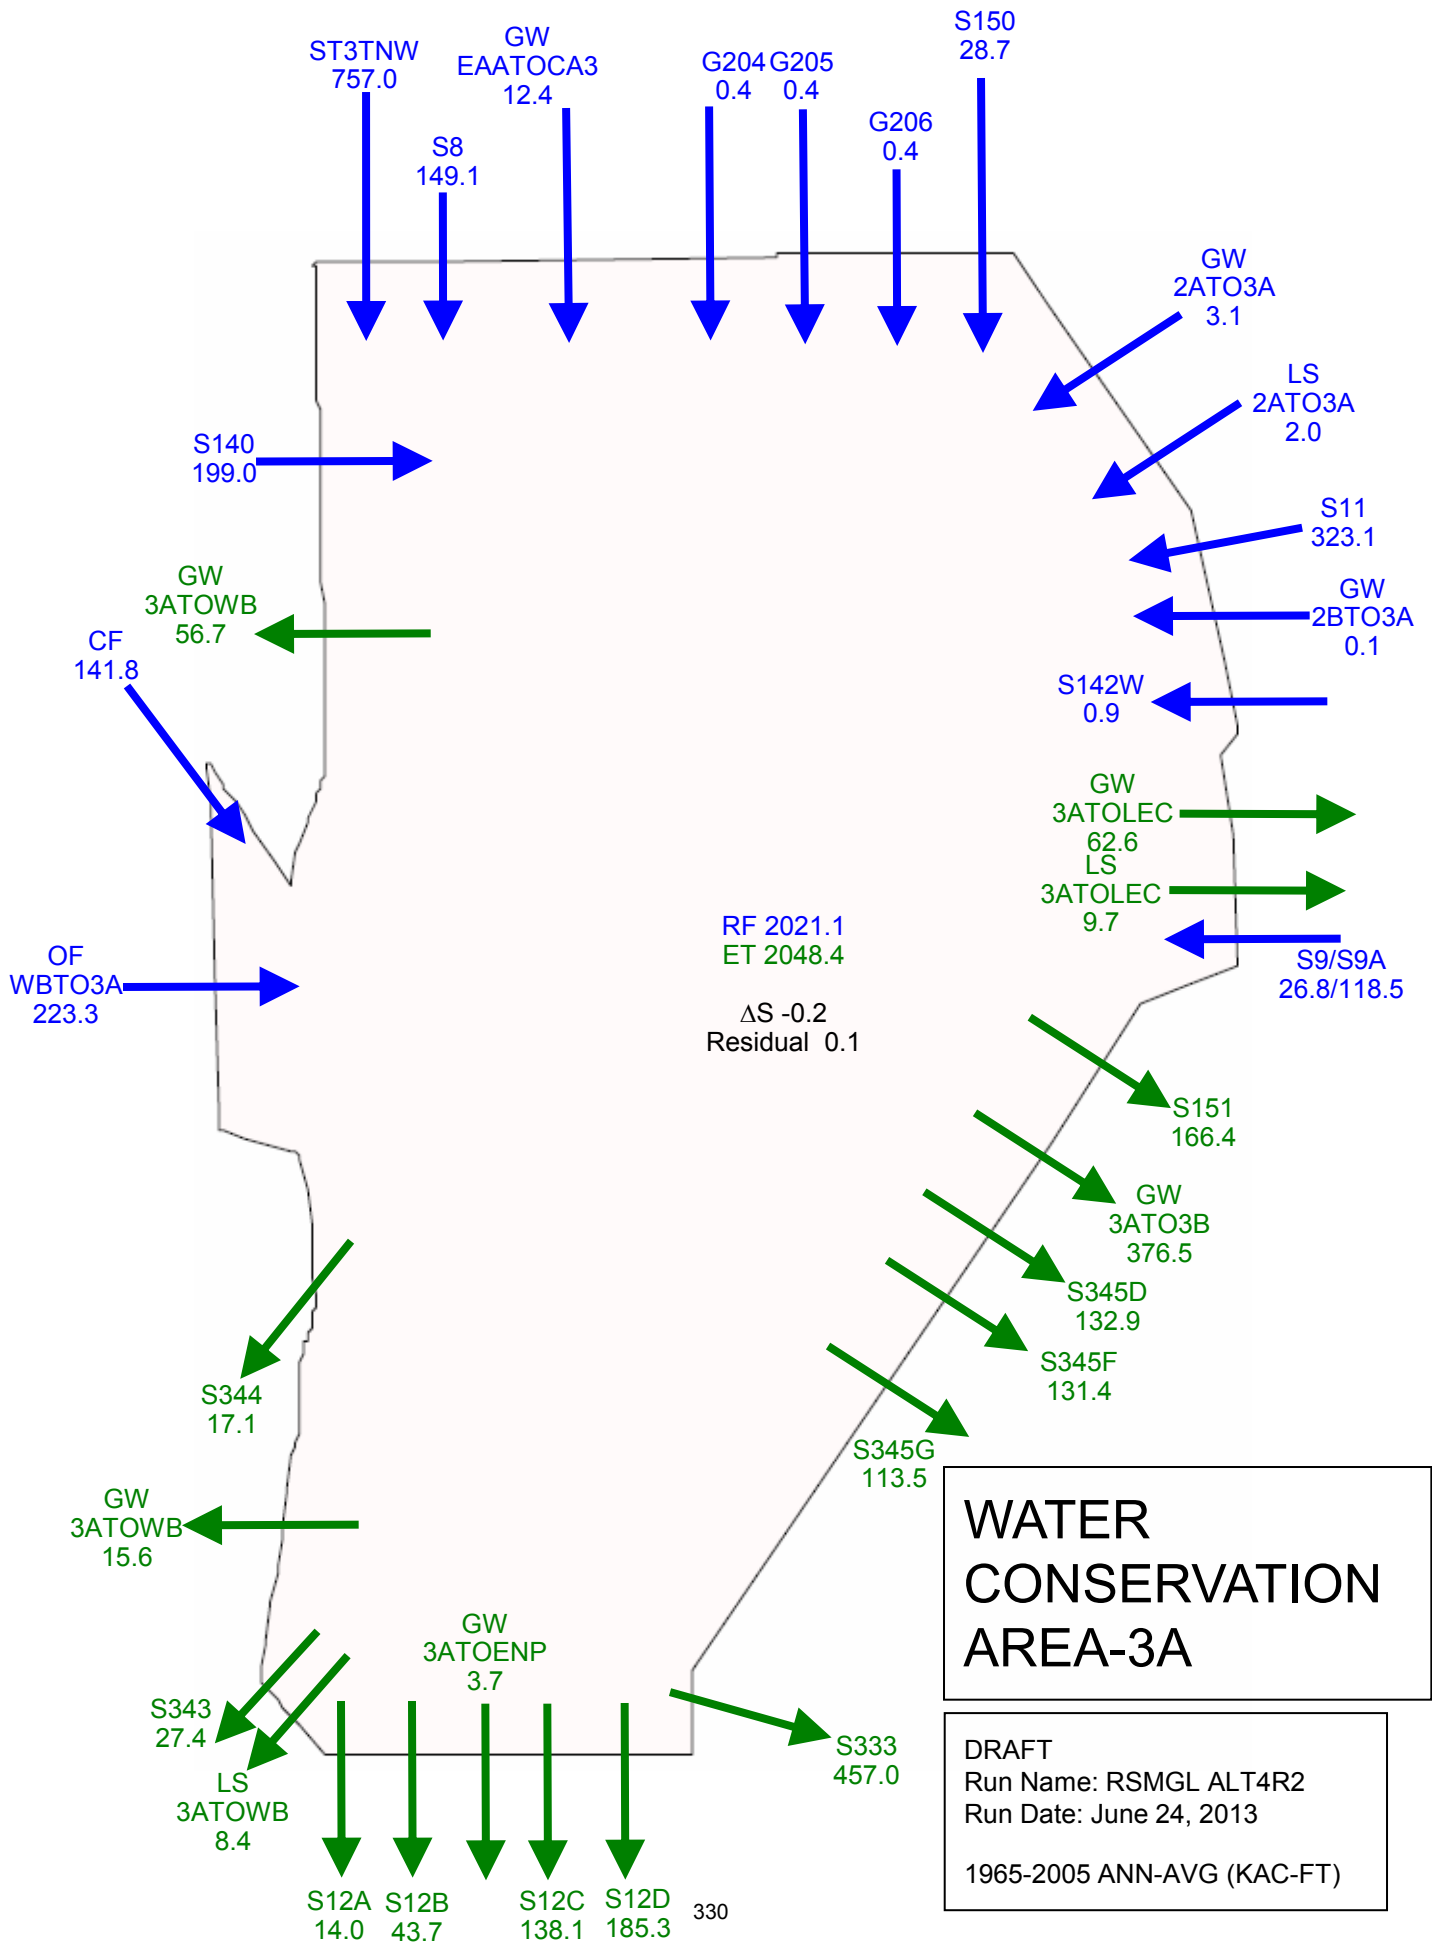 ST3TNW
757.0
S8
149.1
GW
EAATOCA3
12.4
G204
0.4
G205
0.4
G206
0.4
S150
28.7
GW
2ATO3A
3.1
LS
2ATO3A
2.0
S11
323.1
GW
2BTO3A
0.1
S142W
0.9
S140
199.0
GW
3ATOWB
56.7
CF
141.8
GW
3ATOLEC
62.6
LS
3ATOLEC
9.7
S9/S9A
26.8/118.5
OF
WBTO3A
223.3
RF 2021.1
ET 2048.4
ΔS -0.2
Residual 0.1
S151
166.4
GW
3ATO3B
376.5
S345D
132.9
S345F
131.4
S345G
113.5
S344
17.1
GW
3ATOWB
15.6
S343
27.4
LS
3ATOWB
8.4
GW
3ATOENP
3.7
S12A
14.0
S12B
43.7
S12C
138.1
S12D
185.3
S333
457.0
WATER
CONSERVATION
AREA-3A
DRAFT
Run Name: RSMGL ALT4R2
Run Date: June 24, 2013
1965-2005 ANN-AVG (KAC-FT)
330